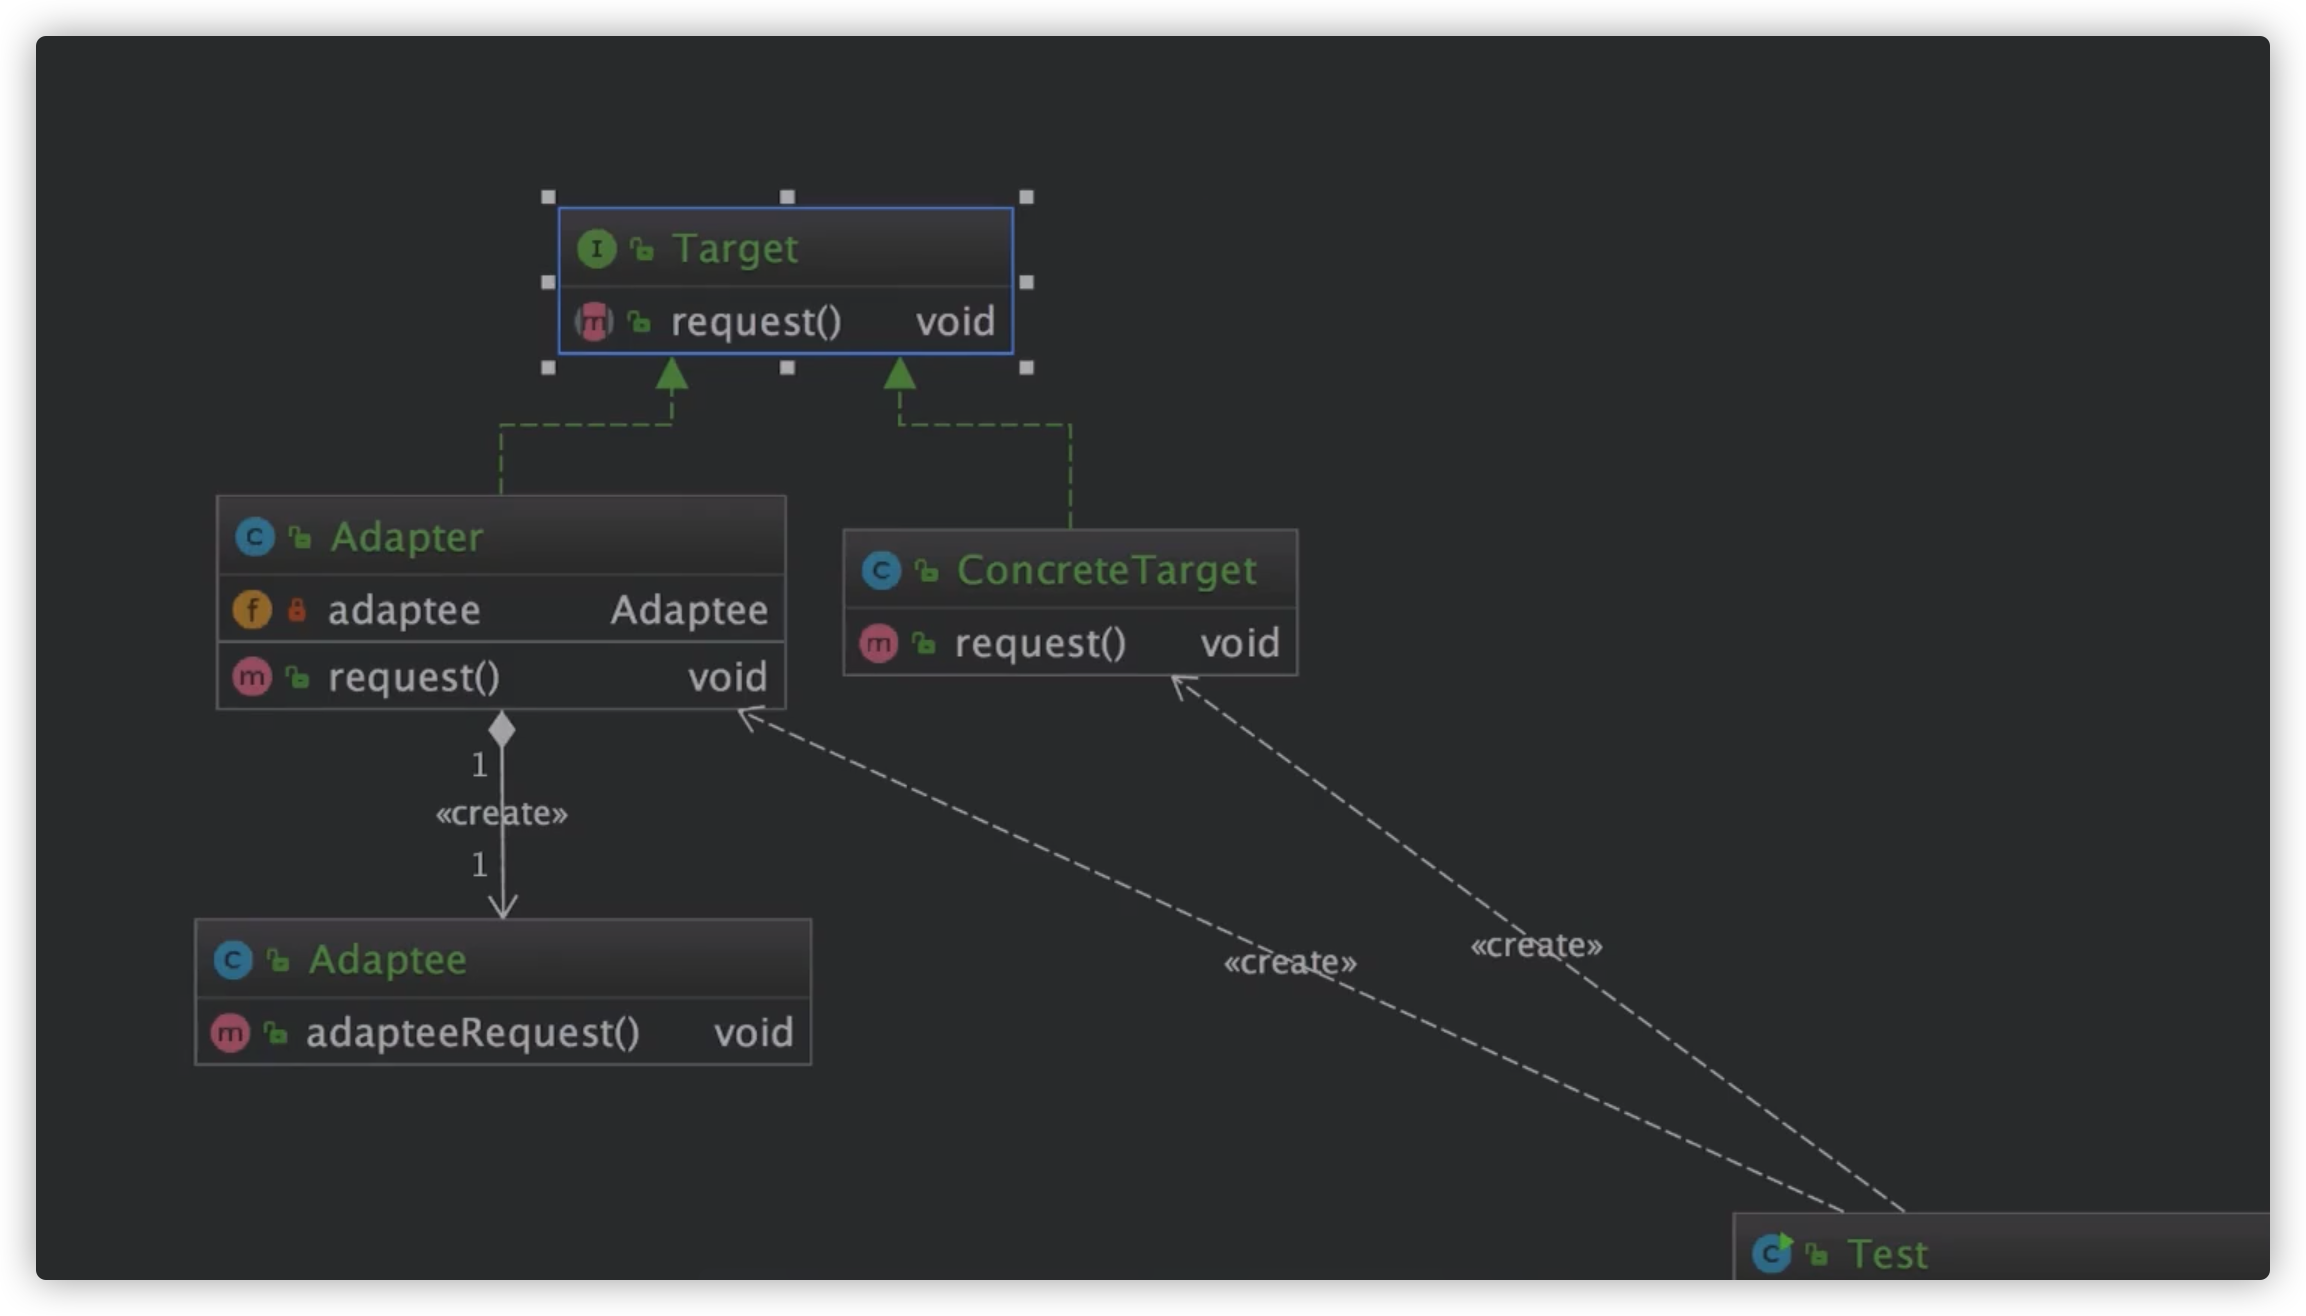 I Target
m request() void
C Adapter
f adaptee Adaptee
m request() void
C ConcreteTarget
m request() void
1
«create»
1
C Adaptee
m adapteeRequest() void
«create»
«create»
C Test